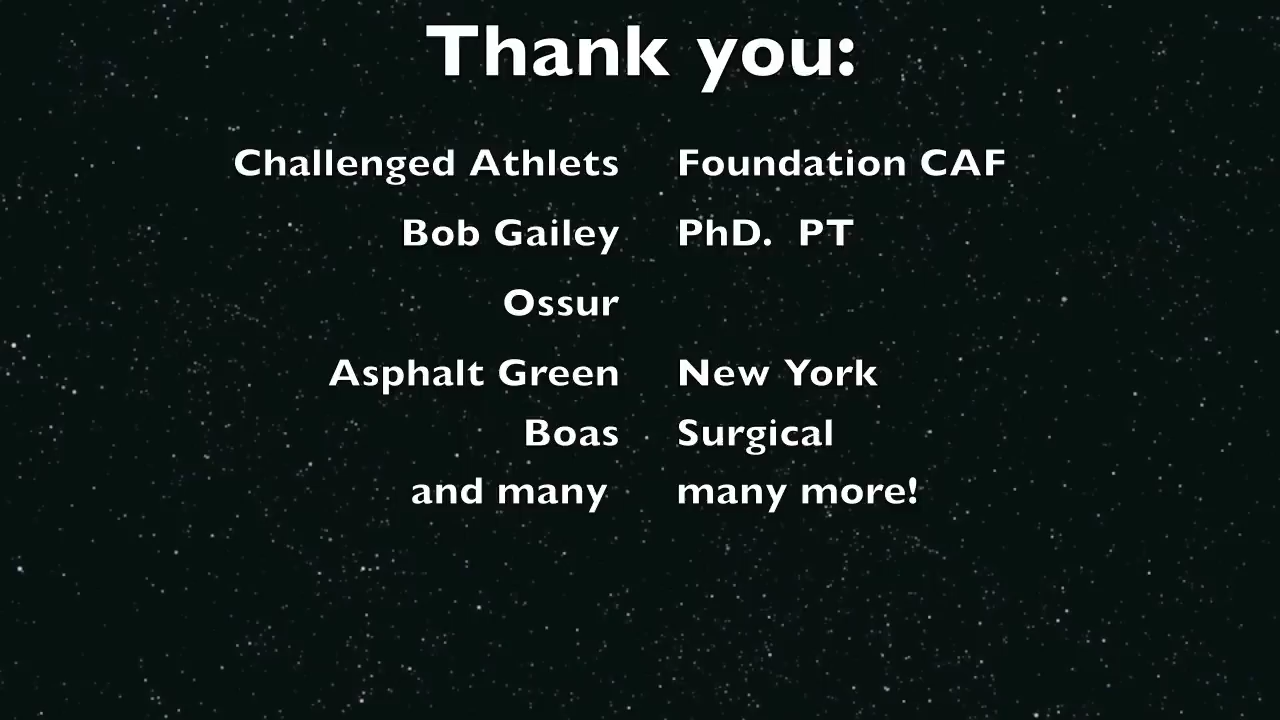 Thank you:
Challenged Athlets Foundation CAF
Bob Gailey PhD. PT
Ossur
Asphalt Green New York
Boas Surgical
and many many more!